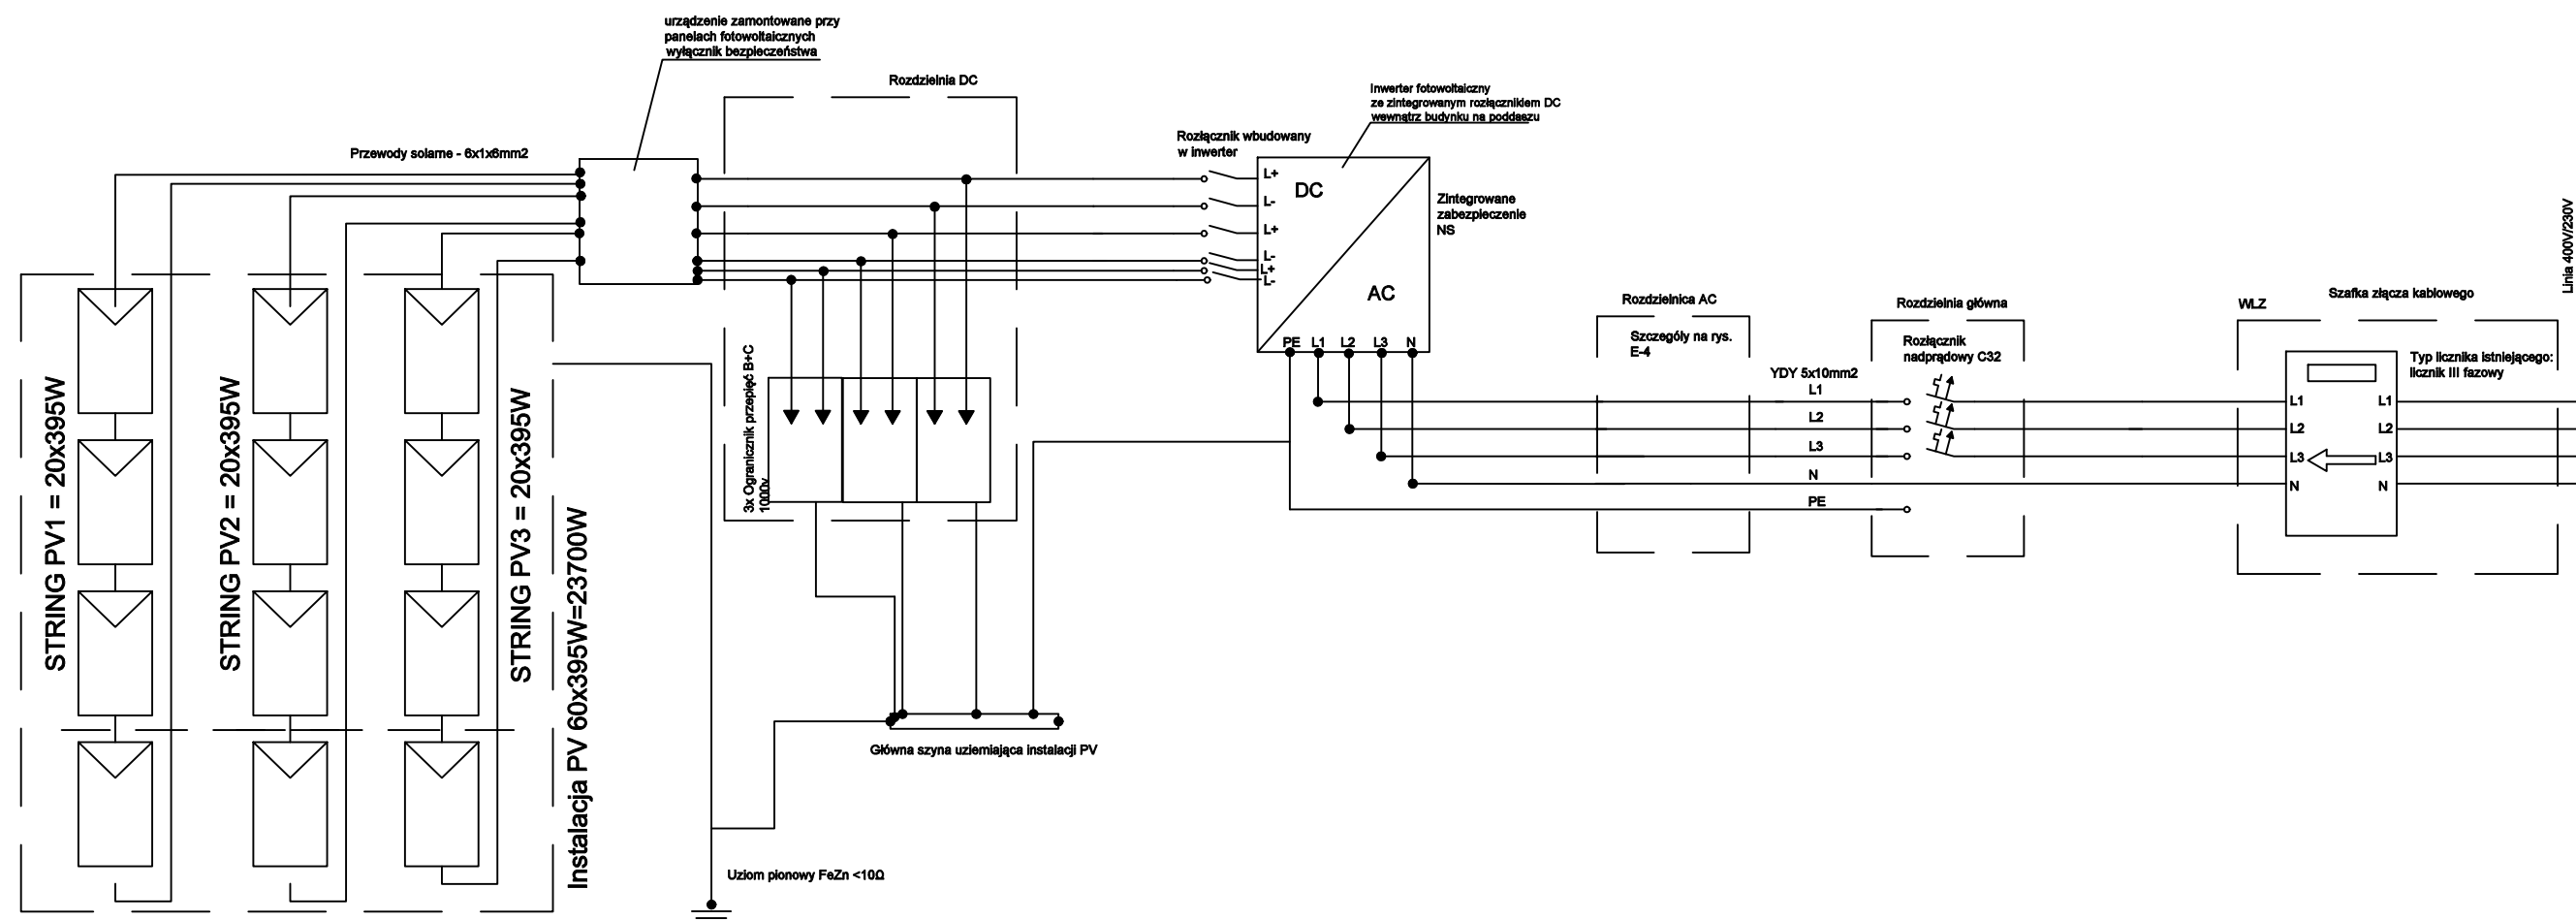 urządzenie zamontowane przy
panelach fotowoltaicznych
wyłącznik bezpieczeństwa
Rozdzielnia DC
Inwerter fotowoltaiczny
ze zintegrowanym rozłącznikiem DC
wewnątrz budynku na poddaszu
Przewody solarne - 6x1x6mm2
Rozłącznik wbudowany
w inwerter
L+
L-
L+
L-
L+
L-
DC
AC
PE L1 L2 L3 N
Zintegrowane
zabezpieczenie
NS
STRING PV1 = 20x395W
STRING PV2 = 20x395W
STRING PV3 = 20x395W
Instalacja PV 60x395W=23700W
3x Ogranicznik przepięć B+C
1000v
Główna szyna uziemiająca instalacji PV
Uziom pionowy FeZn <10Ω
Rozdzielnica AC
Szczegóły na rys.
E-4
YDY 5x10mm2
L1
L2
L3
N
PE
Rozdzielnia główna
Rozłącznik
nadprądowy C32
WLZ
Szafka złącza kablowego
Typ licznika istniejącego:
licznik III fazowy
L1 L1
L2 L2
L3 L3
N N
Linia 400V/230V